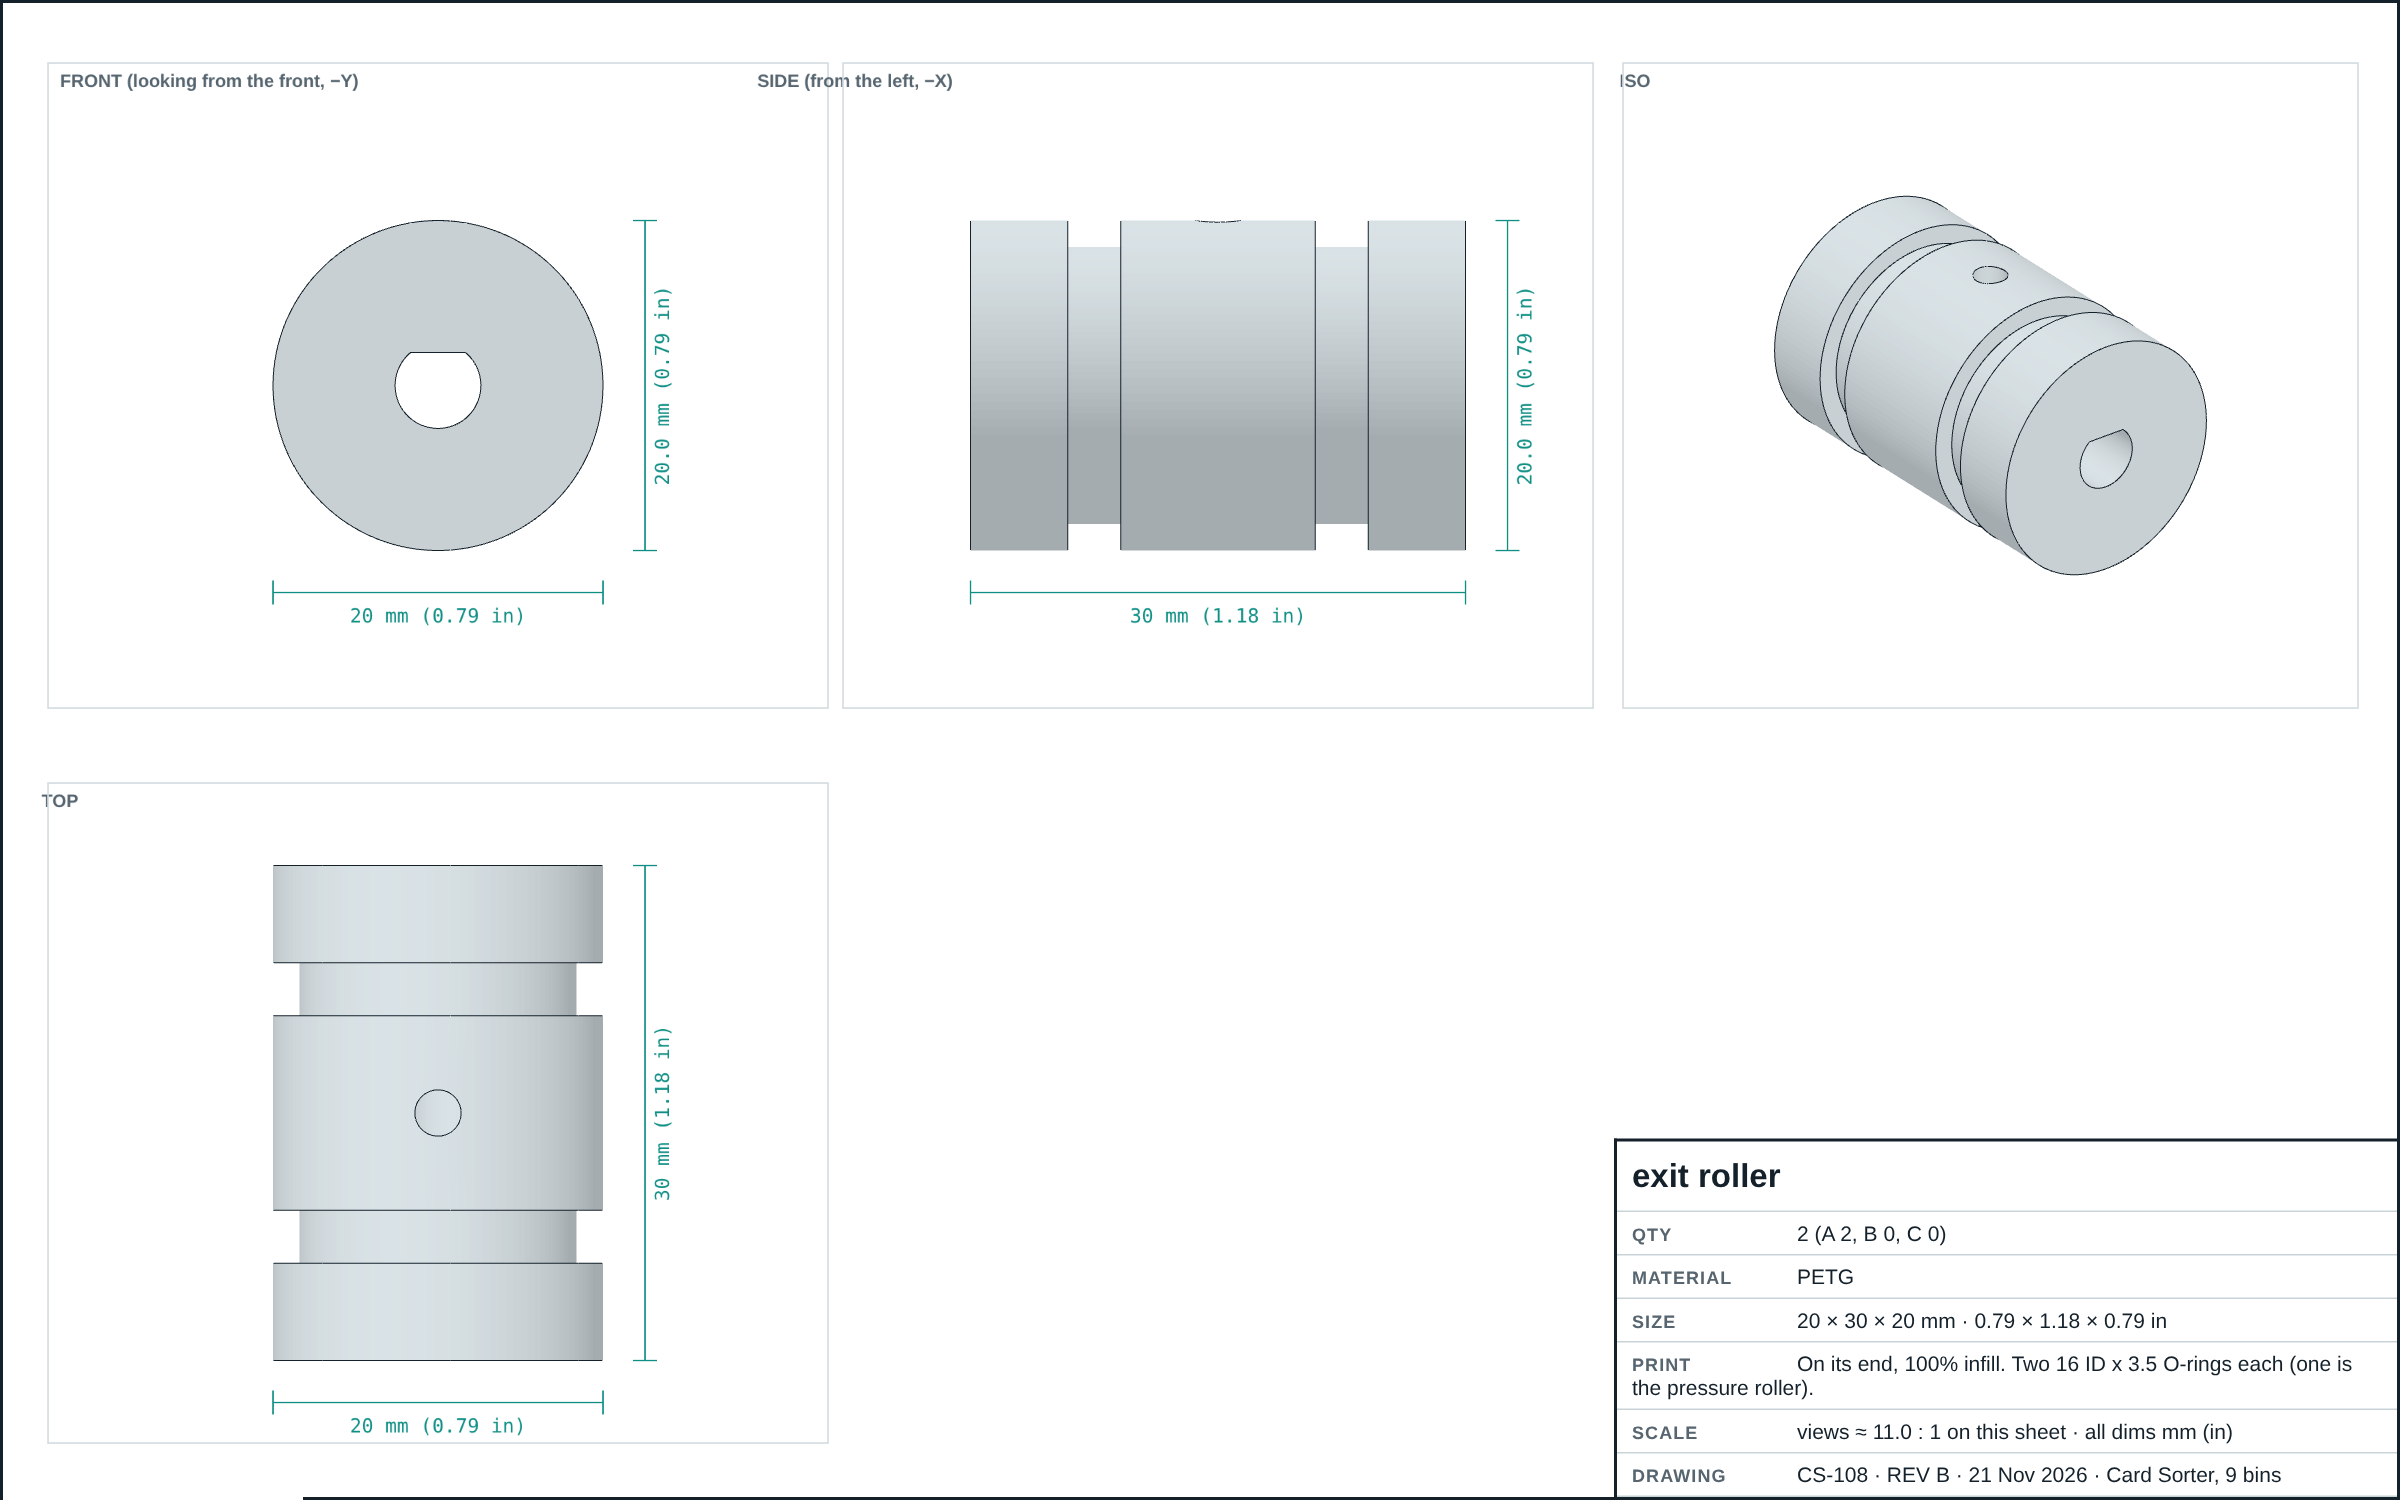 FRONT (looking from the front, −Y)
SIDE (from the left, −X)
ISO
20.0 mm (0.79 in)
20.0 mm (0.79 in)
20 mm (0.79 in)
30 mm (1.18 in)
TOP
30 mm (1.18 in)
20 mm (0.79 in)
exit roller
QTY 2 (A 2, B 0, C 0)
MATERIAL PETG
SIZE 20 × 30 × 20 mm · 0.79 × 1.18 × 0.79 in
PRINT On its end, 100% infill. Two 16 ID x 3.5 O-rings each (one is
the pressure roller).
SCALE views ≈ 11.0 : 1 on this sheet · all dims mm (in)
DRAWING CS-108 · REV B · 21 Nov 2026 · Card Sorter, 9 bins